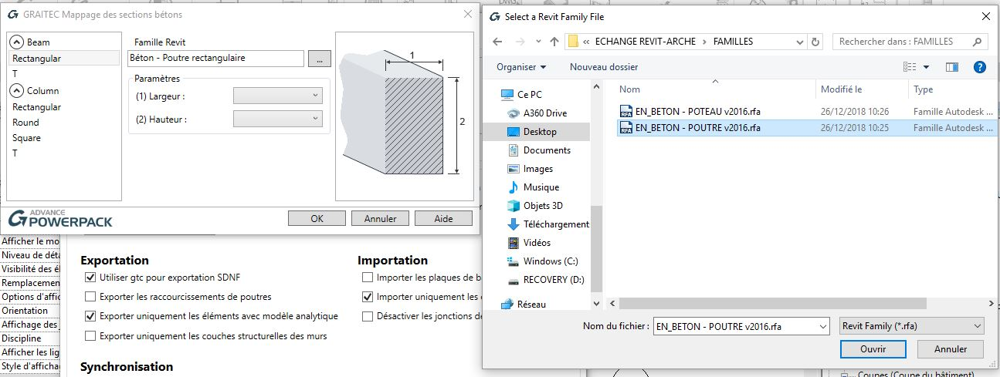 GRAITEC Mappage des sections bétons
Beam
Rectangular
T
Column
Rectangular
Round
Square
T
Famille Revit
Béton - Poutre rectangulaire
...
Paramètres
(1) Largeur :
(2) Hauteur :
1
2
ADVANCE
POWERPACK
OK
Annuler
Aide
Afficher le mo
Niveau de déta
Visibilité des él
Remplacemen
Options d'affic
Orientation
Affichage des j
Discipline
Afficher les lig
Style d'afficha
Exportation
Utiliser gtc pour exportation SDNF
Exporter les raccourcissements de poutres
Exporter uniquement les éléments avec modèle analytique
Exporter uniquement les couches structurelles des murs
Synchronisation
Importation
Importer les plaques de b
Importer uniquement les
Désactiver les jonctions de
Select a Revit Family File
« ECHANGE REVIT-ARCHE > FAMILLES
Rechercher dans : FAMILLES
Organiser
Nouveau dossier
Ce PC
A360 Drive
Desktop
Documents
Images
Musique
Objets 3D
Téléchargement
Vidéos
Windows (C:)
RECOVERY (D:)
Réseau
Nom Modifié le Type
EN_BETON - POTEAU v2016.rfa 26/12/2018 10:26 Famille Autodesk ...
EN_BETON - POUTRE v2016.rfa 26/12/2018 10:25 Famille Autodesk ...
Nom du fichier : EN_BETON - POUTRE v2016.rfa Revit Family (*.rfa)
Ouvrir
Annuler
Coupes (Coupe du bâtiment)